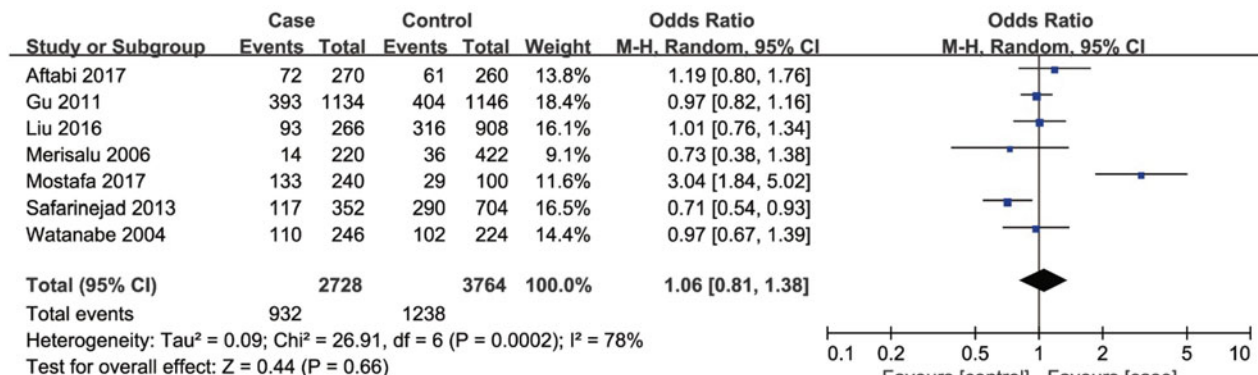 Case Control Odds Ratio Odds Ratio
Study or Subgroup Events Total Events Total Weight M-H, Random, 95% CI M-H, Random, 95% CI
Aftabi 2017 72 270 61 260 13.8% 1.19 [0.80, 1.76]
Gu 2011 393 1134 404 1146 18.4% 0.97 [0.82, 1.16]
Liu 2016 93 266 316 908 16.1% 1.01 [0.76, 1.34]
Merisalu 2006 14 220 36 422 9.1% 0.73 [0.38, 1.38]
Mostafa 2017 133 240 29 100 11.6% 3.04 [1.84, 5.02]
Safarinejad 2013 117 352 290 704 16.5% 0.71 [0.54, 0.93]
Watanabe 2004 110 246 102 224 14.4% 0.97 [0.67, 1.39]
Total (95% CI) 2728 3764 100.0% 1.06 [0.81, 1.38]
Total events 932 1238
Heterogeneity: Tau² = 0.09; Chi² = 26.91, df = 6 (P = 0.0002); I² = 78%
Test for overall effect: Z = 0.44 (P = 0.66)
0.1 0.2 0.5 1 2 5 10
Favours [control] Favours [case]